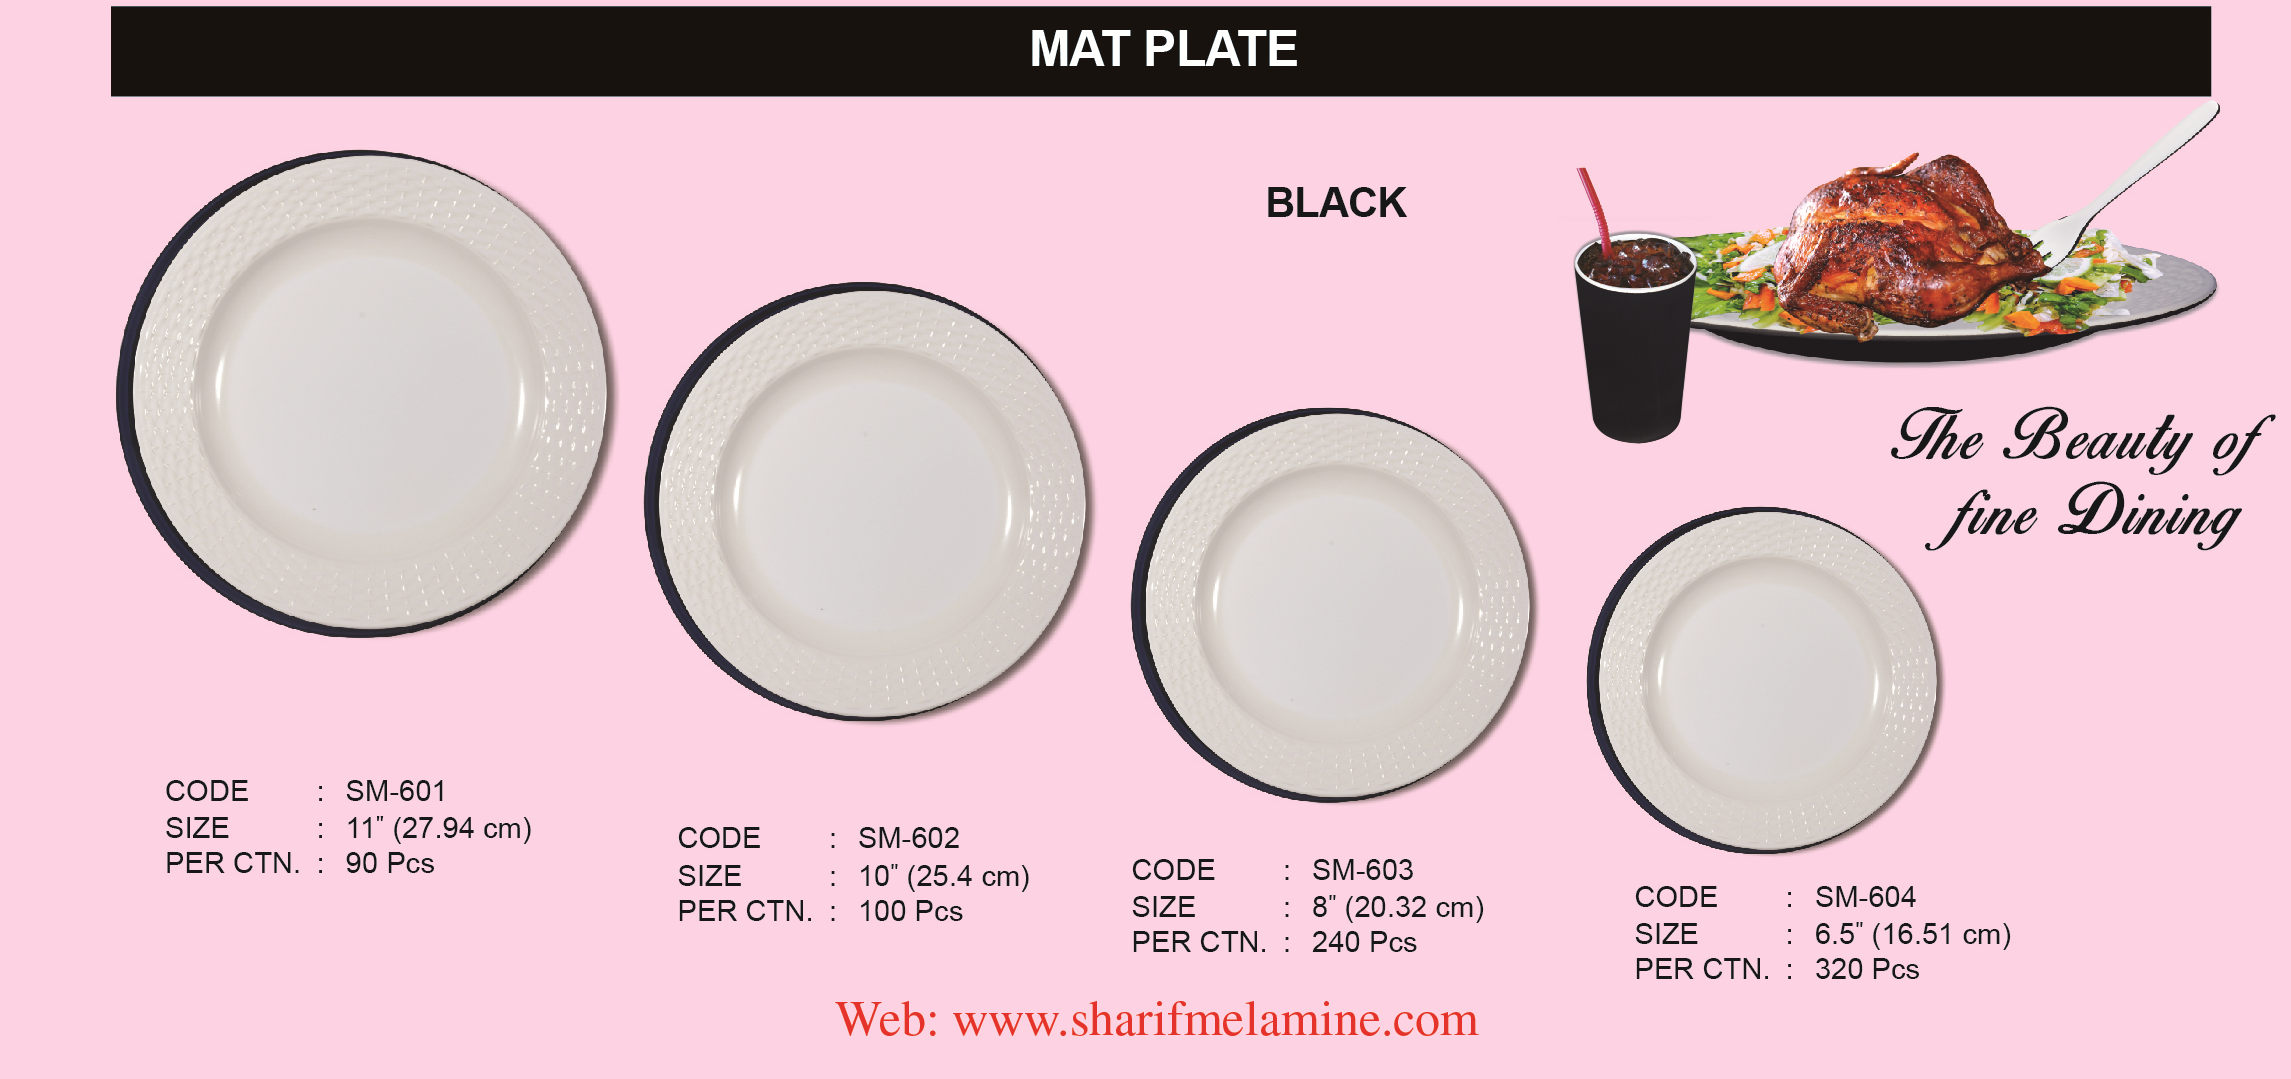 MAT PLATE
BLACK
The Beauty of
fine Dining
CODE : SM-601
SIZE : 11" (27.94 cm)
PER CTN. : 90 Pcs
CODE : SM-602
SIZE : 10" (25.4 cm)
PER CTN. : 100 Pcs
CODE : SM-603
SIZE : 8" (20.32 cm)
PER CTN. : 240 Pcs
CODE : SM-604
SIZE : 6.5" (16.51 cm)
PER CTN. : 320 Pcs
Web: www.sharifmelamine.com